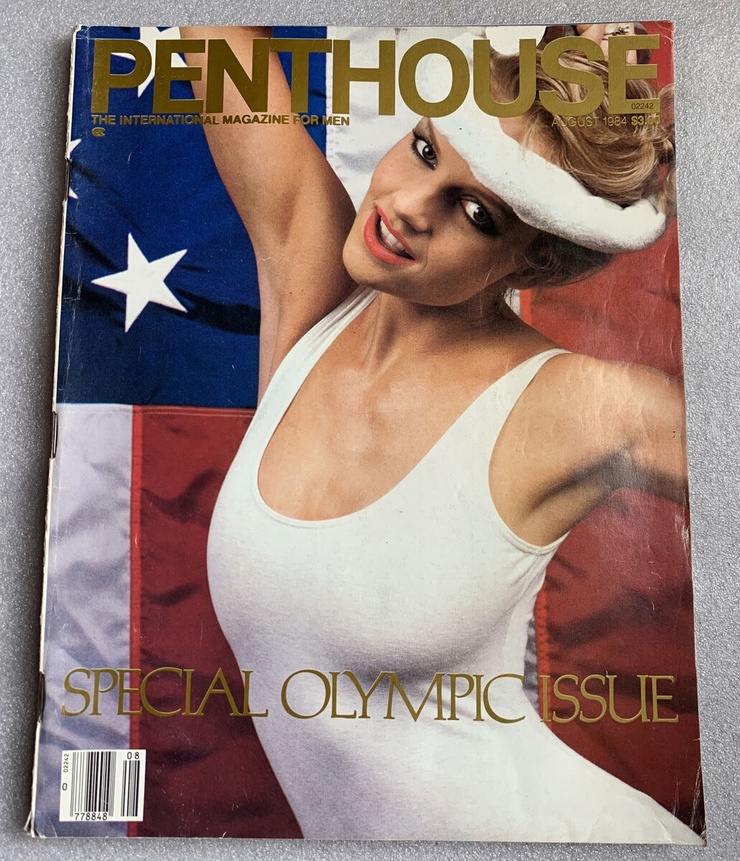 PENTHOUSE
02242
THE INTERNATIONAL MAGAZINE FOR MEN
AUGUST 1984 $3.00
SPECIAL OLYMPIC ISSUE
08
02242
0
778848